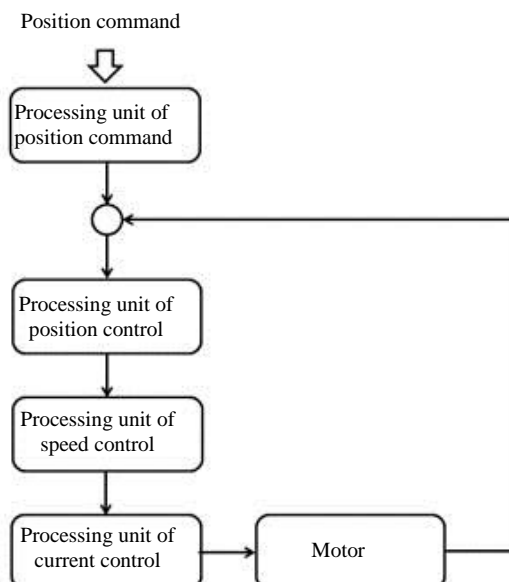 Position command
Processing unit of
position command
Processing unit of
position control
Processing unit of
speed control
Processing unit of
current control
Motor